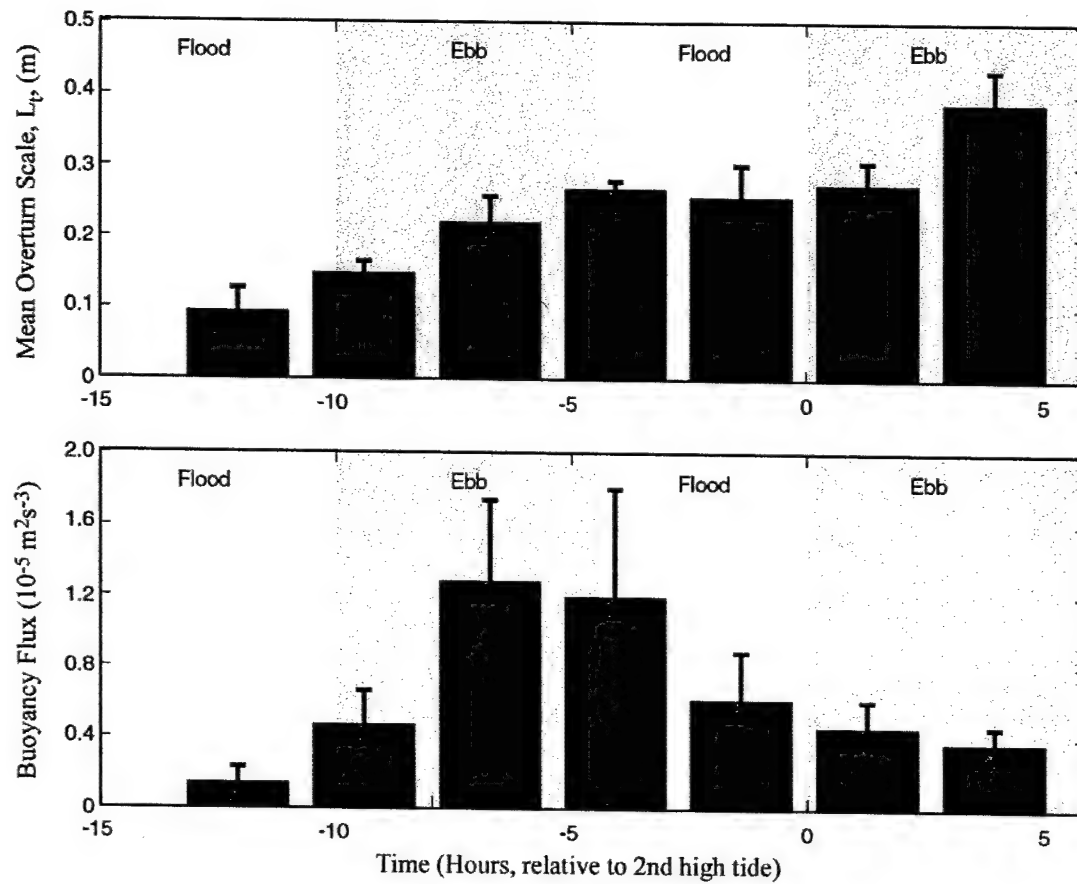 0.5
0.4
0.3
0.2
0.1
0
Mean Overturn Scale, Lt, (m)
Flood Ebb Flood Ebb
-15 -10 -5 0 5
2.0
1.6
1.2
0.8
0.4
0
Buoyancy Flux (10-5 m2s-3)
Flood Ebb Flood Ebb
-15 -10 -5 0 5
Time (Hours, relative to 2nd high tide)